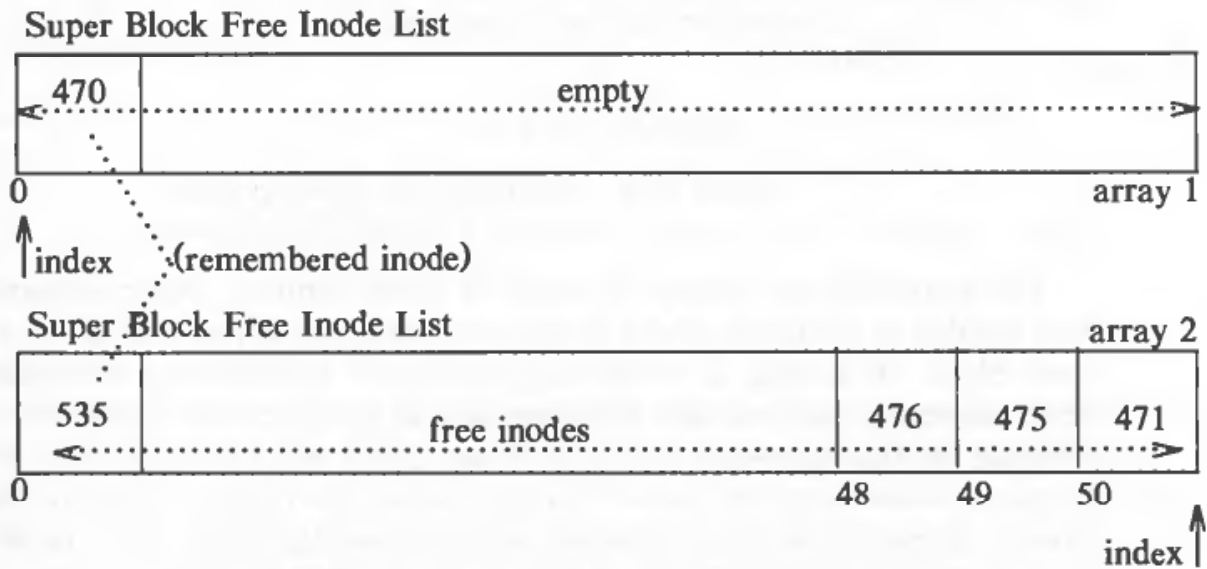 Super Block Free Inode List
470 empty
0 array 1
index (remembered inode)
Super Block Free Inode List array 2
535 free inodes 476 475 471
0 48 49 50
index